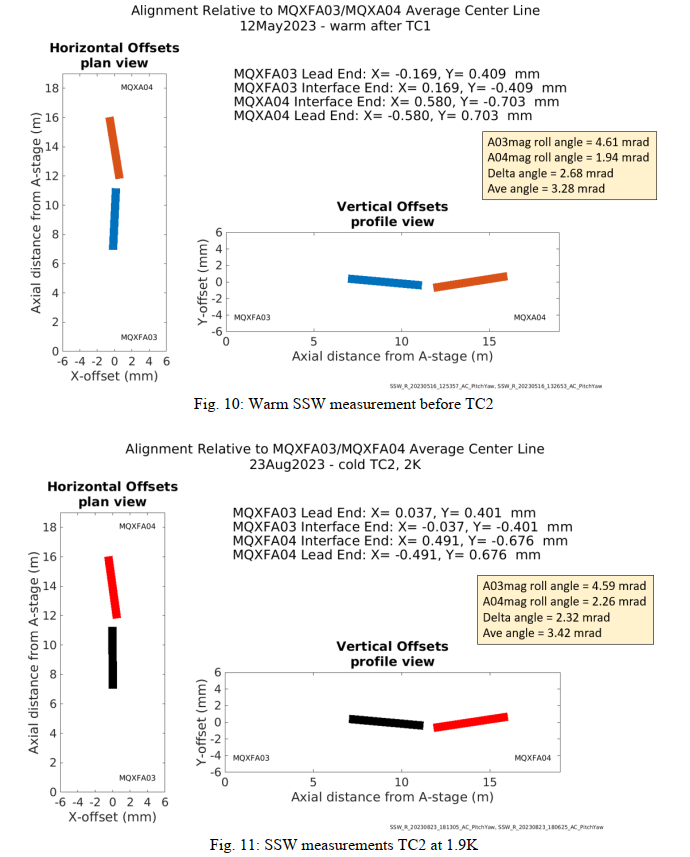 Alignment Relative to MQXFA03/MQXA04 Average Center Line
12May2023 - warm after TC1
Horizontal Offsets
plan view
MQXFA03 Lead End: X= -0.169, Y= 0.409 mm
MQXFA03 Interface End: X= 0.169, Y= -0.409 mm
MQXA04 Interface End: X= 0.580, Y= -0.703 mm
MQXA04 Lead End: X= -0.580, Y= 0.703 mm
A03mag roll angle = 4.61 mrad
A04mag roll angle = 1.94 mrad
Delta angle = 2.68 mrad
Ave angle = 3.28 mrad
Axial distance from A-stage (m)
18
16
14
12
10
8
6
4
2
0
MQXA04
MQXFA03
-6 -4 -2 0 2 4 6
X-offset (mm)
Vertical Offsets
profile view
Y-offset (mm)
6
4
2
0
-2
-4
-6
MQXFA03
MQXA04
0 5 10 15
Axial distance from A-stage (m)
SSW_R_20230516_125357_AC_PitchYaw, SSW_R_20230516_132653_AC_PitchYaw
Fig. 10: Warm SSW measurement before TC2
Alignment Relative to MQXFA03/MQXFA04 Average Center Line
23Aug2023 - cold TC2, 2K
Horizontal Offsets
plan view
MQXFA03 Lead End: X= 0.037, Y= 0.401 mm
MQXFA03 Interface End: X= -0.037, Y= -0.401 mm
MQXFA04 Interface End: X= 0.491, Y= -0.676 mm
MQXFA04 Lead End: X= -0.491, Y= 0.676 mm
A03mag roll angle = 4.59 mrad
A04mag roll angle = 2.26 mrad
Delta angle = 2.32 mrad
Ave angle = 3.42 mrad
Axial distance from A-stage (m)
18
16
14
12
10
8
6
4
2
0
MQXFA04
MQXFA03
-6 -4 -2 0 2 4 6
X-offset (mm)
Vertical Offsets
profile view
Y-offset (mm)
6
4
2
0
-2
-4
-6
MQXFA03
MQXFA04
0 5 10 15
Axial distance from A-stage (m)
SSW_R_20230823_181305_AC_PitchYaw, SSW_R_20230823_180625_AC_PitchYaw
Fig. 11: SSW measurements TC2 at 1.9K